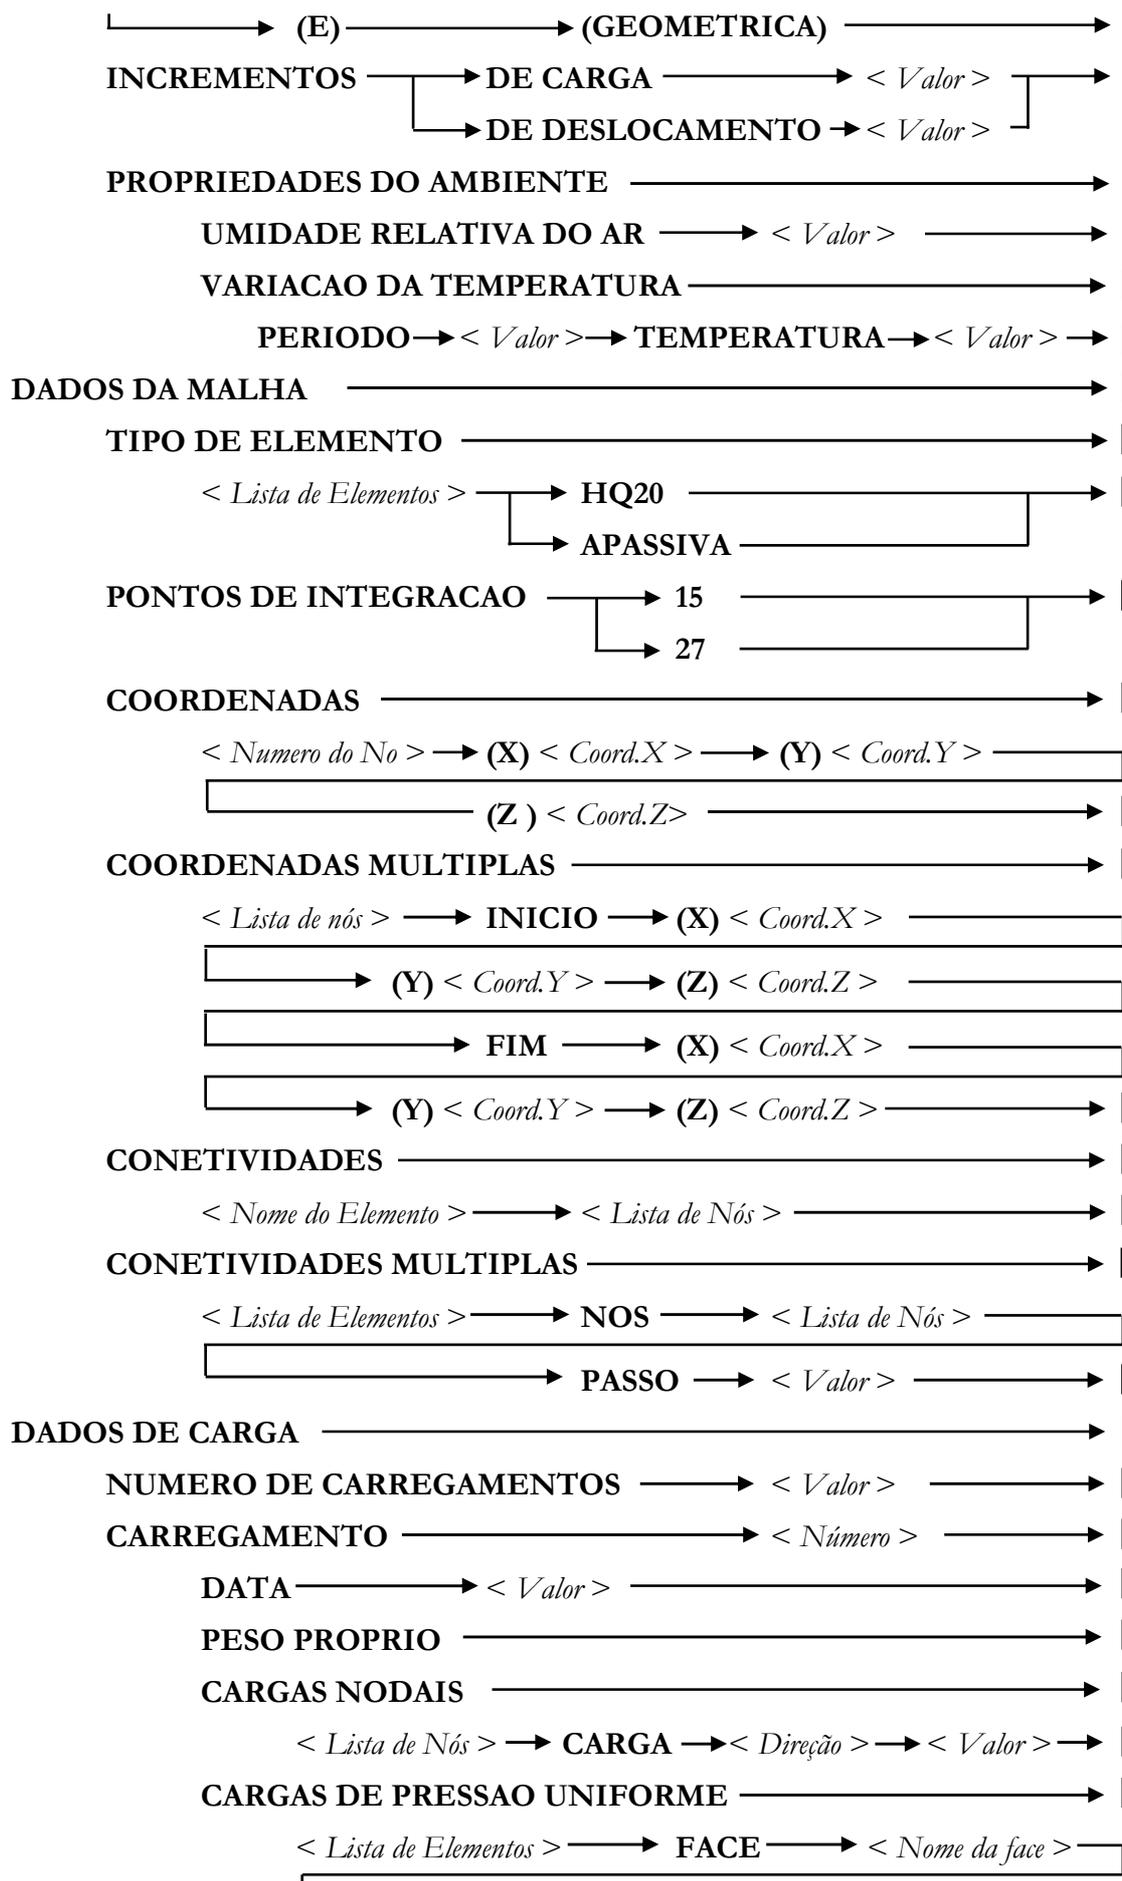 (E) (GEOMETRICA)
INCREMENTOS DE CARGA < Valor >
DE DESLOCAMENTO < Valor >
PROPRIEDADES DO AMBIENTE
UMIDADE RELATIVA DO AR < Valor >
VARIACAO DA TEMPERATURA
PERIODO < Valor > TEMPERATURA < Valor >
DADOS DA MALHA
TIPO DE ELEMENTO
< Lista de Elementos > HQ20
APASSIVA
PONTOS DE INTEGRACAO 15
27
COORDENADAS
< Numero do No > (X) < Coord.X > (Y) < Coord.Y >
(Z ) < Coord.Z>
COORDENADAS MULTIPLAS
< Lista de nós > INICIO (X) < Coord.X >
(Y) < Coord.Y > (Z) < Coord.Z >
FIM (X) < Coord.X >
(Y) < Coord.Y > (Z) < Coord.Z >
CONETIVIDADES
< Nome do Elemento > < Lista de Nós >
CONETIVIDADES MULTIPLAS
< Lista de Elementos > NOS < Lista de Nós >
PASSO < Valor >
DADOS DE CARGA
NUMERO DE CARREGAMENTOS < Valor >
CARREGAMENTO < Número >
DATA < Valor >
PESO PROPRIO
CARGAS NODAIS
< Lista de Nós > CARGA < Direção > < Valor >
CARGAS DE PRESSAO UNIFORME
< Lista de Elementos > FACE < Nome da face >